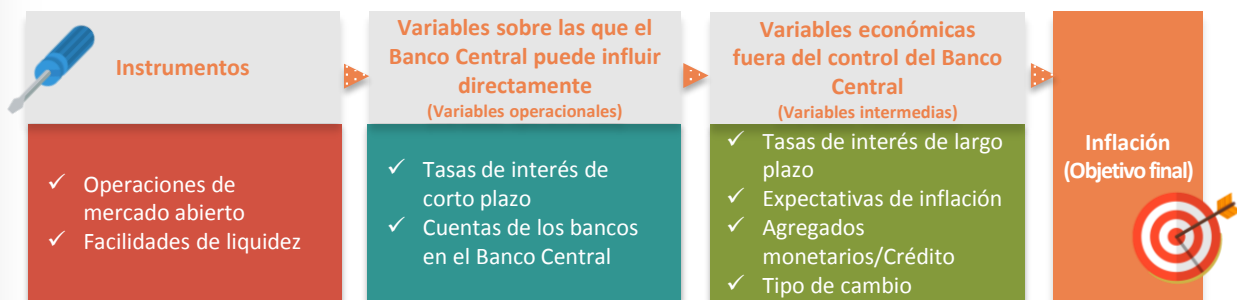 Instrumentos
✓ Operaciones de
mercado abierto
✓ Facilidades de liquidez
Variables sobre las que el
Banco Central puede influir
directamente
(Variables operacionales)
✓ Tasas de interés de
corto plazo
✓ Cuentas de los bancos
en el Banco Central
Variables económicas
fuera del control del Banco
Central
(Variables intermedias)
✓ Tasas de interés de largo
plazo
✓ Expectativas de inflación
✓ Agregados
monetarios/Crédito
✓ Tipo de cambio
Inflación
(Objetivo final)